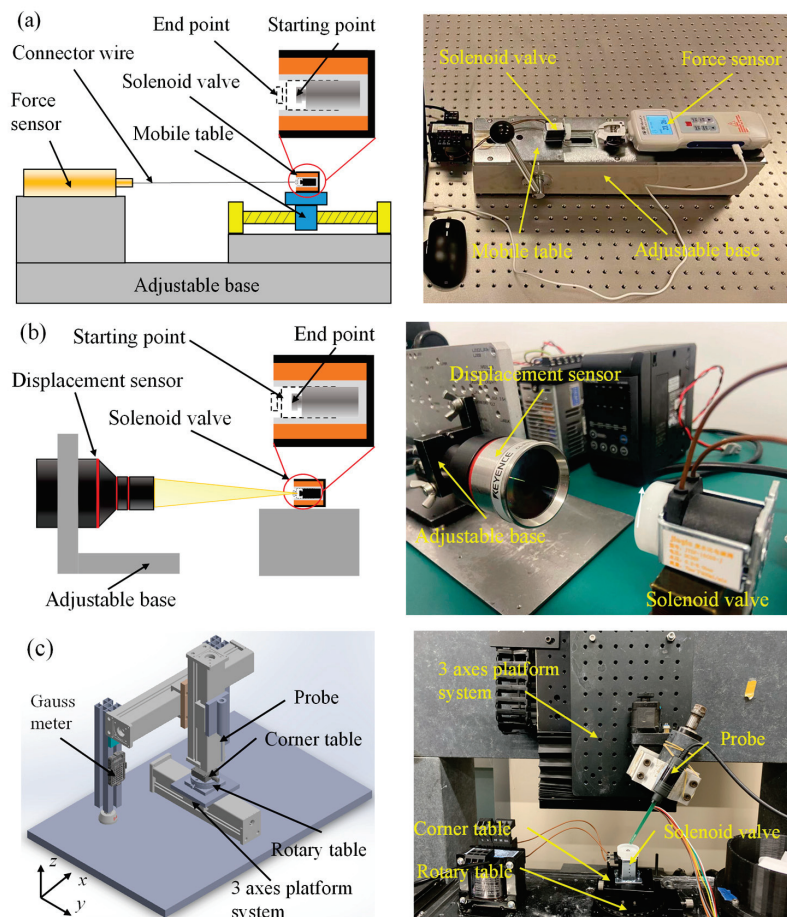 (a)
End point
Starting point
Connector wire
Solenoid valve
Force
sensor
Mobile table
Adjustable base
Solenoid valve
Force sensor
Mobile table
Adjustable base
(b)
Starting point
End point
Displacement sensor
Solenoid valve
Adjustable base
Displacement sensor
KEYENCE
Adjustable base
Solenoid valve
(c)
Gauss
meter
Probe
Corner table
Rotary table
3 axes platform
system
z
x
y
3 axes platform
system
Probe
Corner table
Solenoid valve
Rotary table